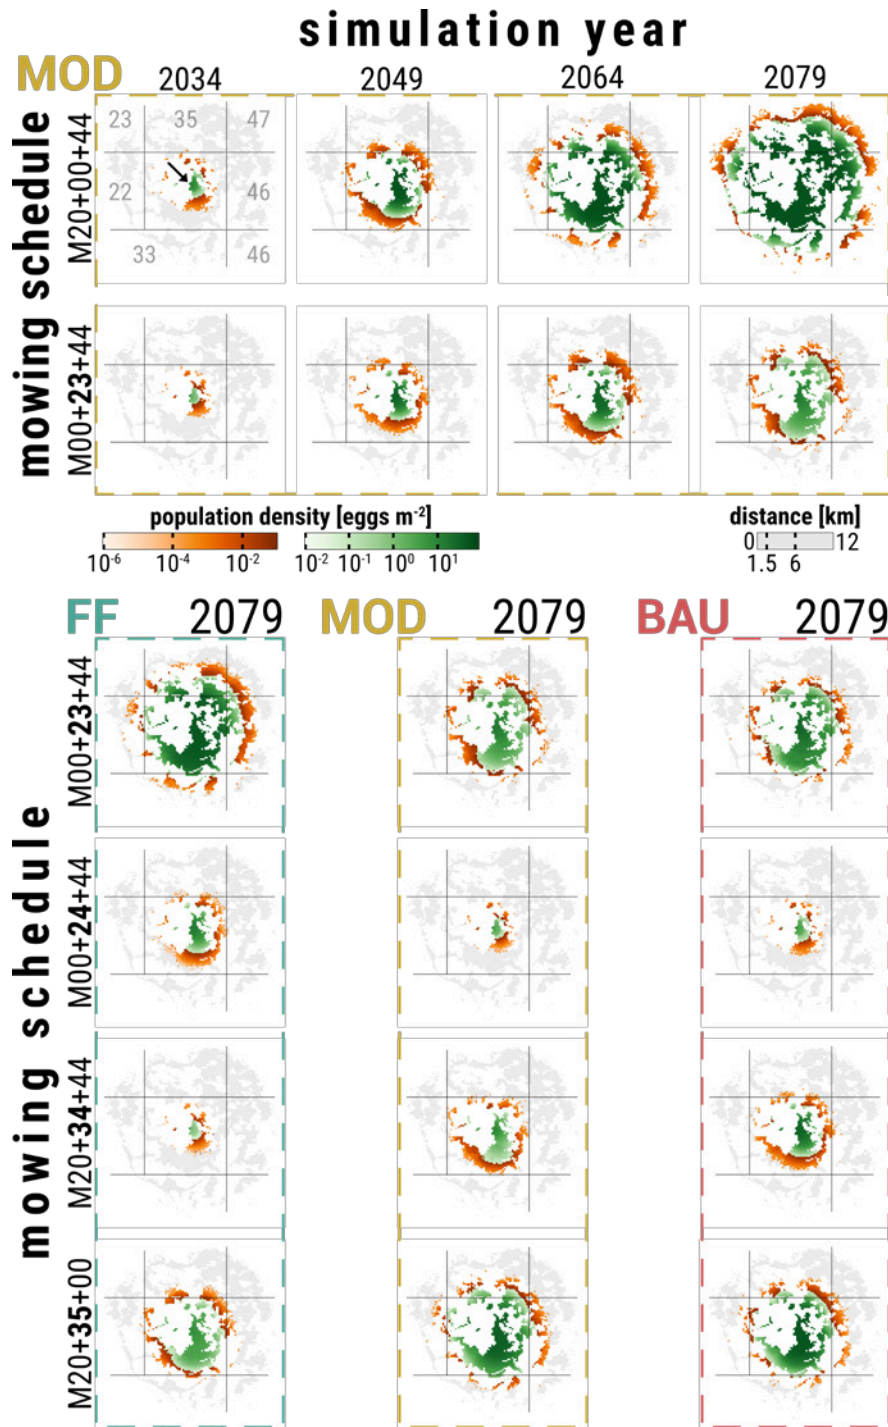 simulation year
MOD
2034 2049 2064 2079
mowing schedule
M20+00+44
23 35 47
22 46
33 46
M00+23+44
population density [eggs m⁻²]
10⁻⁶ 10⁻⁴ 10⁻² 10⁻² 10⁻¹ 10⁰ 10¹
distance [km]
0 12
1.5 6
FF 2079 MOD 2079 BAU 2079
mowing schedule
M00+23+44
M00+24+44
M20+34+44
M20+35+00